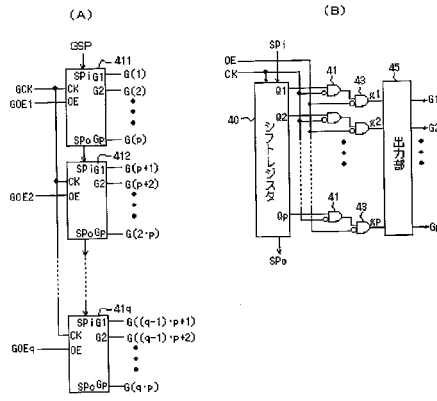 (A)
GSP
411
SPi G1 G(1)
GCK CK G2 G(2)
GOE1 OE
SPo Gp G(p)
412
SPi G1 G(p+1)
CK G2 G(p+2)
GOE2 OE
SPo Gp G(2·p)
41q
SPi G1 G((q-1)·p+1)
CK G2 G((q-1)·p+2)
GOEq OE
SPo Gp G(q·p)
(B)
SPi
OE
CK
41 43 45
40
Q1 g1 G1
Q2 g2 G2
シフトレジスタ
出力部
41 43
Qp gp Gp
SPo